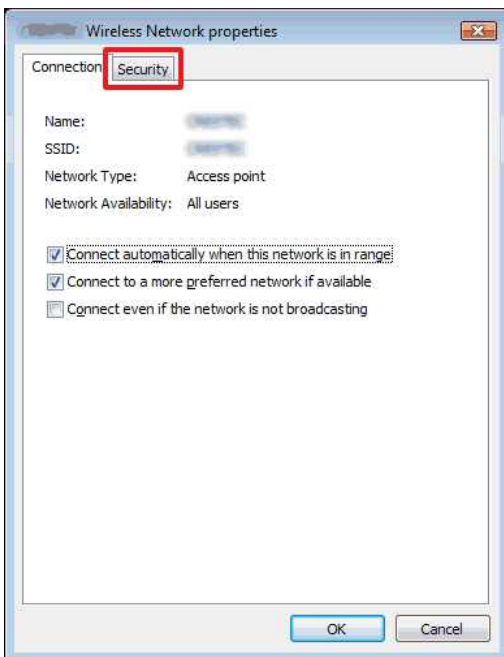 Wireless Network properties
Connection Security
Name:
SSID:
Network Type: Access point
Network Availability: All users
Connect automatically when this network is in range
Connect to a more preferred network if available
Connect even if the network is not broadcasting
OK Cancel